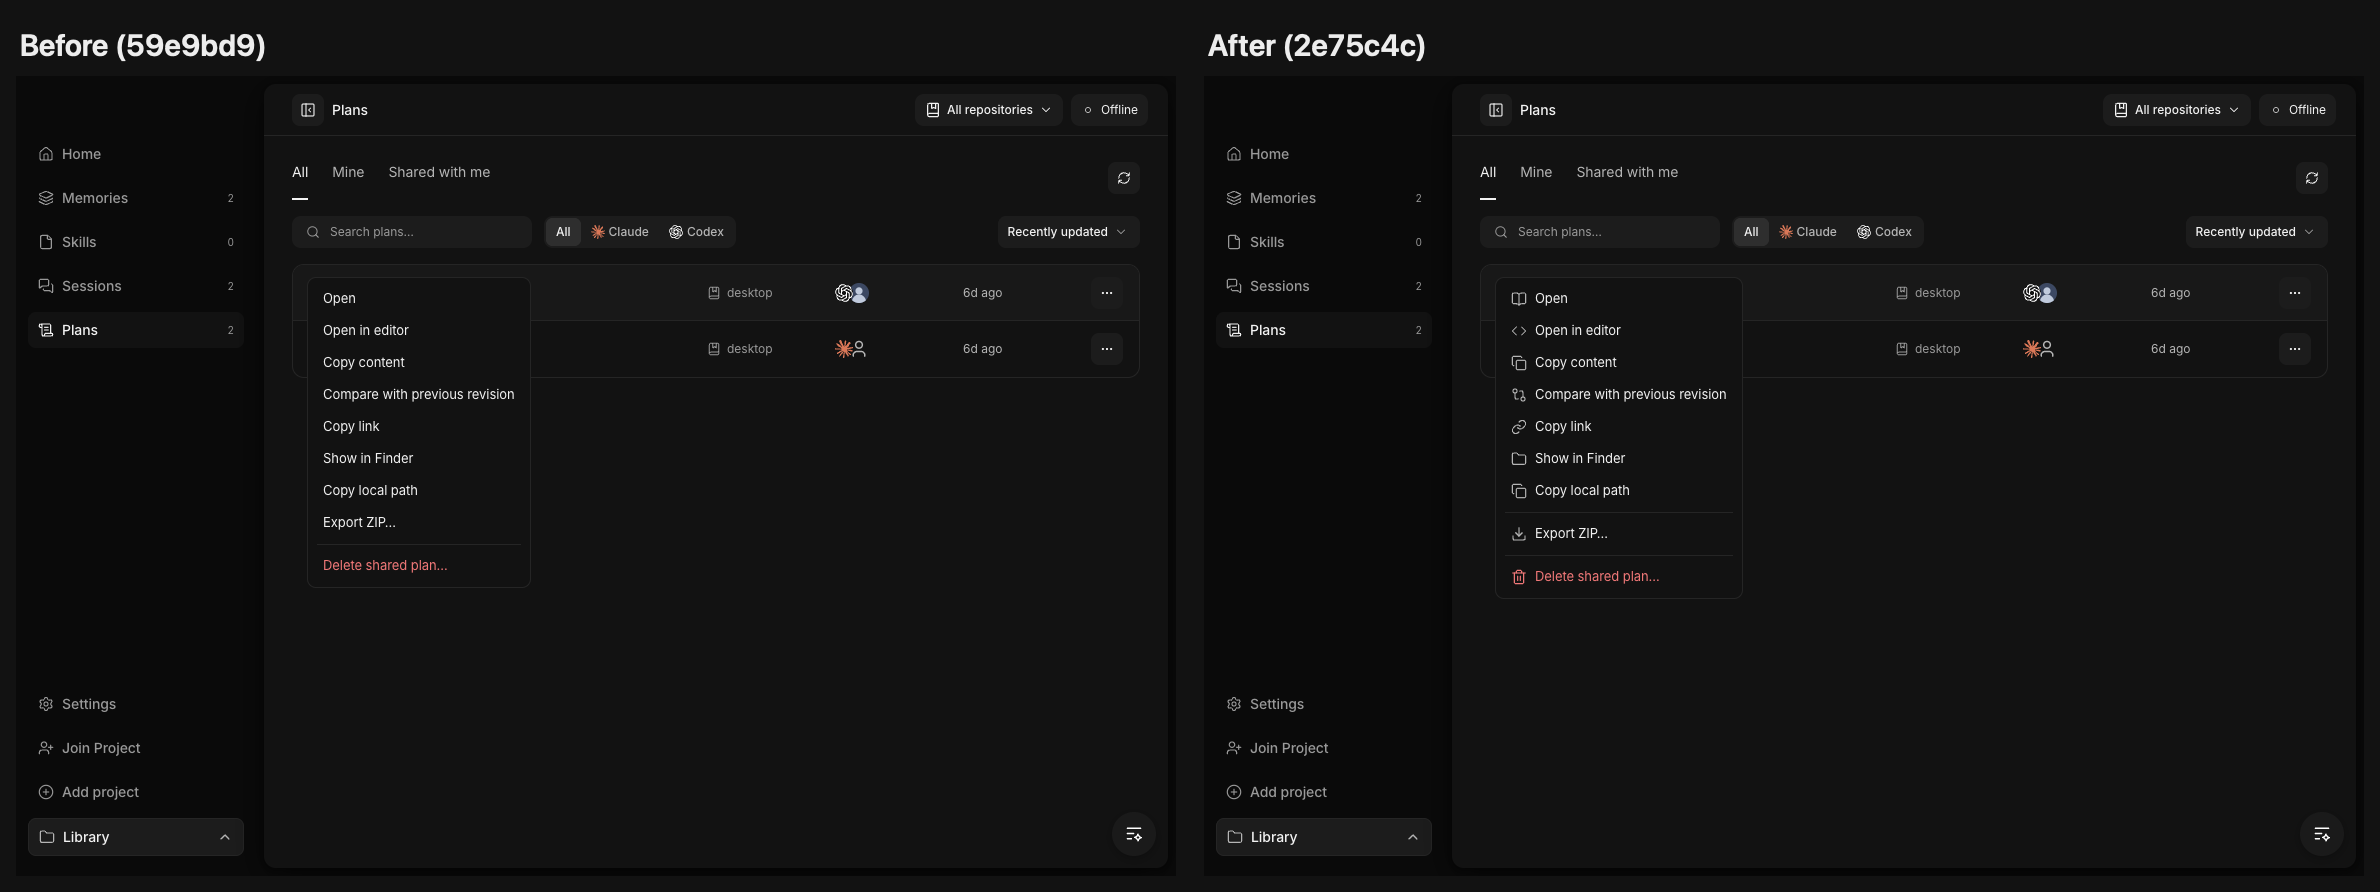 Before (59e9bd9)
Plans
All repositories
Offline
Home
Memories 2
Skills 0
Sessions 2
Plans 2
All Mine Shared with me
Search plans...
All Claude Codex
Recently updated
desktop 6d ago
desktop 6d ago
Open
Open in editor
Copy content
Compare with previous revision
Copy link
Show in Finder
Copy local path
Export ZIP...
Delete shared plan...
Settings
Join Project
Add project
Library
After (2e75c4c)
Plans
All repositories
Offline
Home
Memories 2
Skills 0
Sessions 2
Plans 2
All Mine Shared with me
Search plans...
All Claude Codex
Recently updated
desktop 6d ago
desktop 6d ago
Open
Open in editor
Copy content
Compare with previous revision
Copy link
Show in Finder
Copy local path
Export ZIP...
Delete shared plan...
Settings
Join Project
Add project
Library